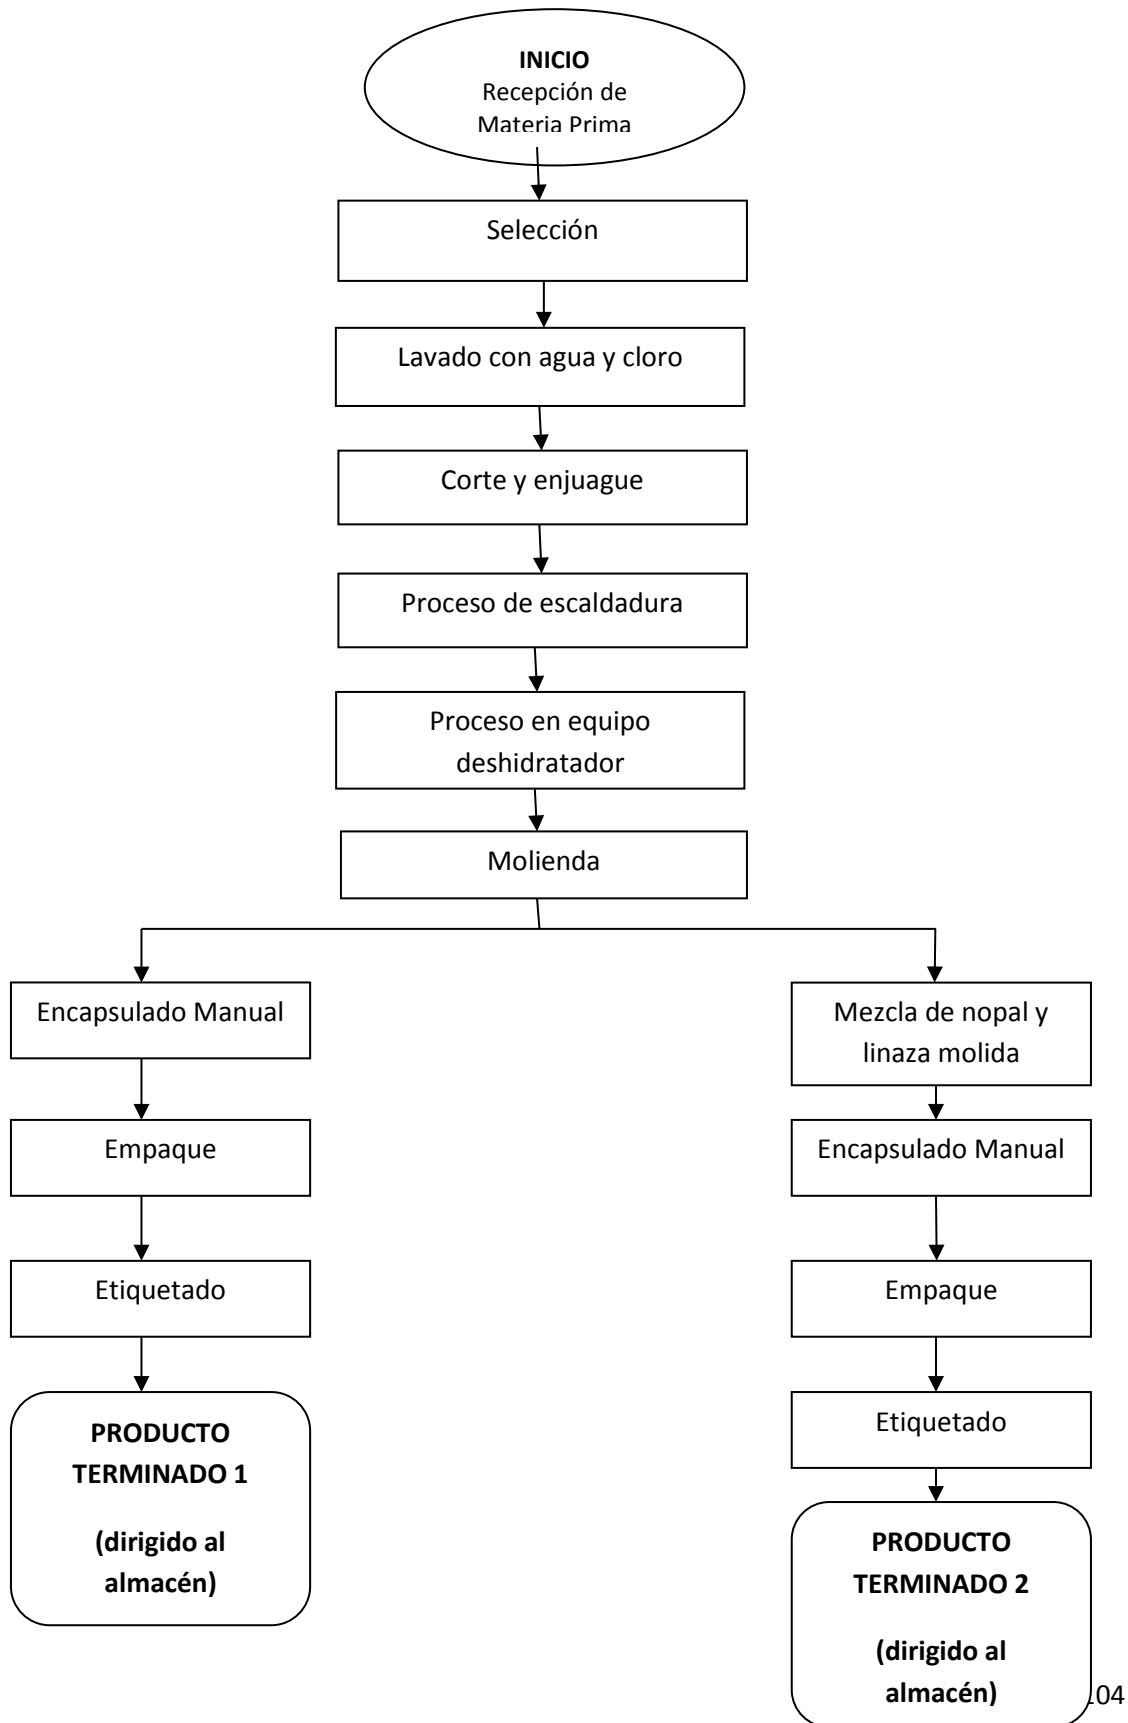 INICIO
Recepción de
Materia Prima
Selección
Lavado con agua y cloro
Corte y enjuague
Proceso de escaldadura
Proceso en equipo
deshidratador
Molienda
Encapsulado Manual
Empaque
Etiquetado
PRODUCTO
TERMINADO 1
(dirigido al
almacén)
Mezcla de nopal y
linaza molida
Encapsulado Manual
Empaque
Etiquetado
PRODUCTO
TERMINADO 2
(dirigido al
almacén)